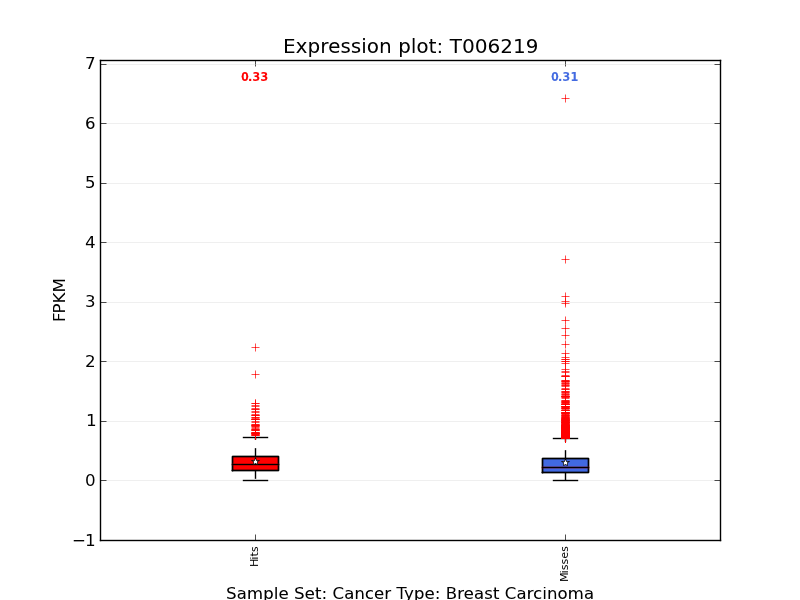 Expression plot: T006219
7
0.33
0.31
6
5
4
3
2
1
0
−1
FPKM
Hits
Misses
Sample Set: Cancer Type: Breast Carcinoma